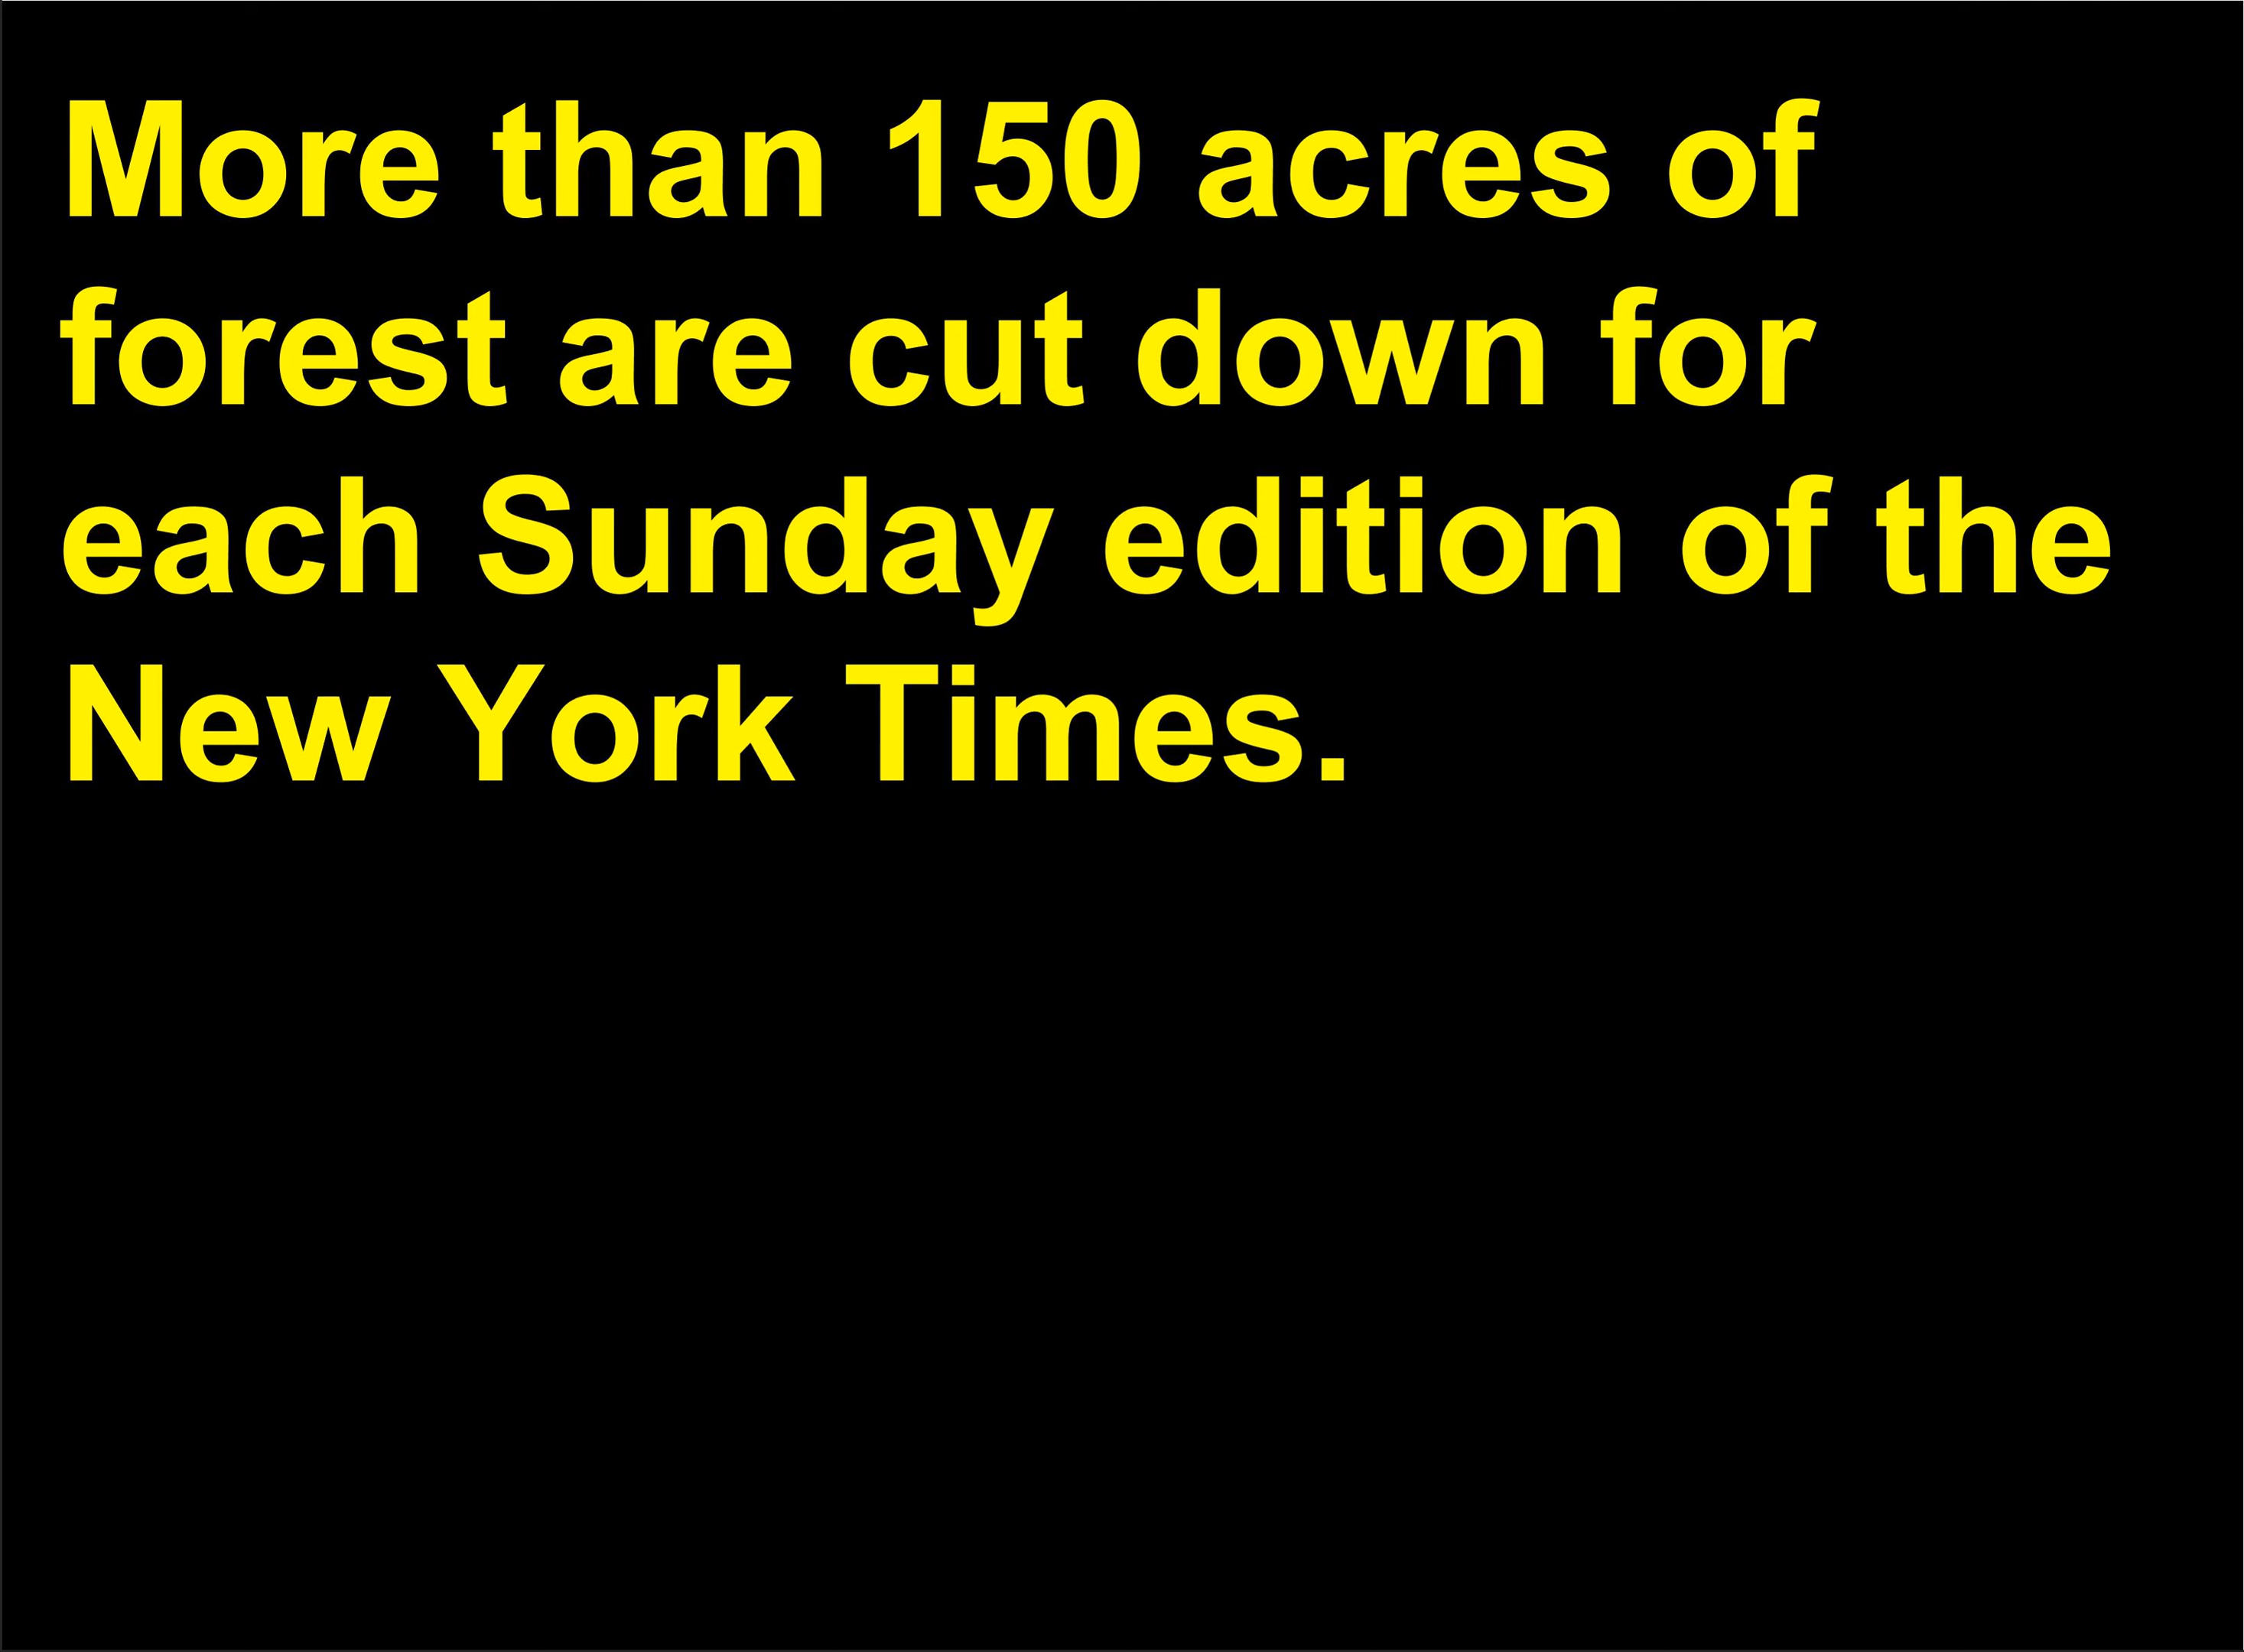 More than 150 acres of
forest are cut down for
each Sunday edition of the
New York Times.